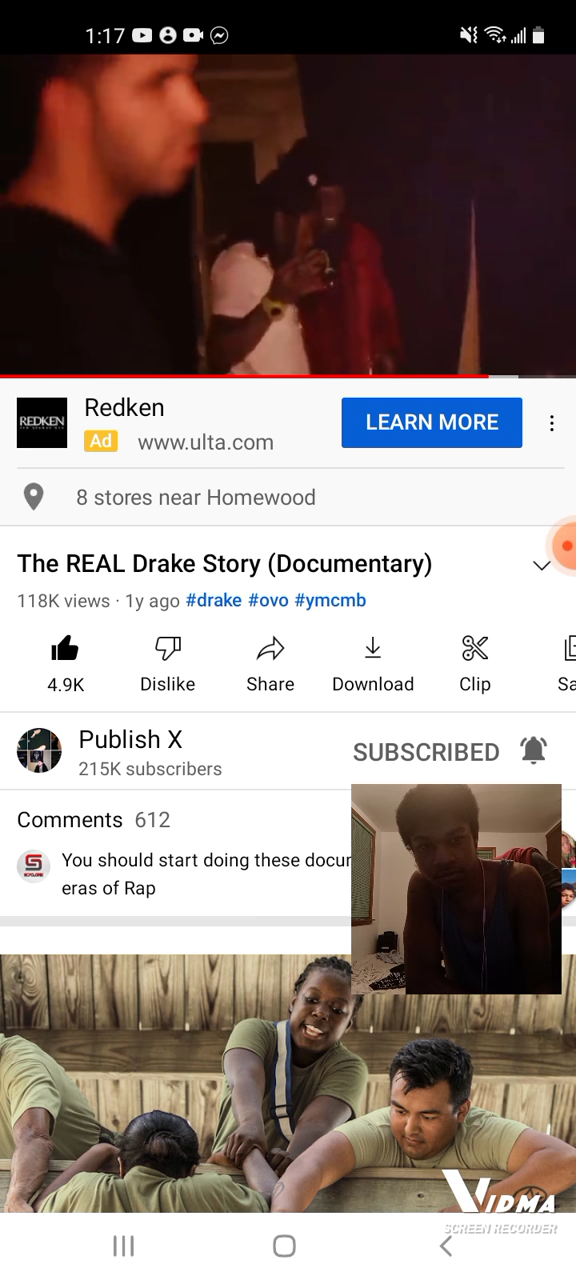 1:17
Redken
REDKEN
LEARN MORE
Ad www.ulta.com
8 stores near Homewood
The REAL Drake Story (Documentary)
118K views · 1y ago #drake #ovo #ymcmb
4.9K Dislike Share Download Clip Sa
Publish X
215K subscribers
SUBSCRIBED
Comments 612
You should start doing these docur
eras of Rap
VIDMA
SCREEN RECORDER